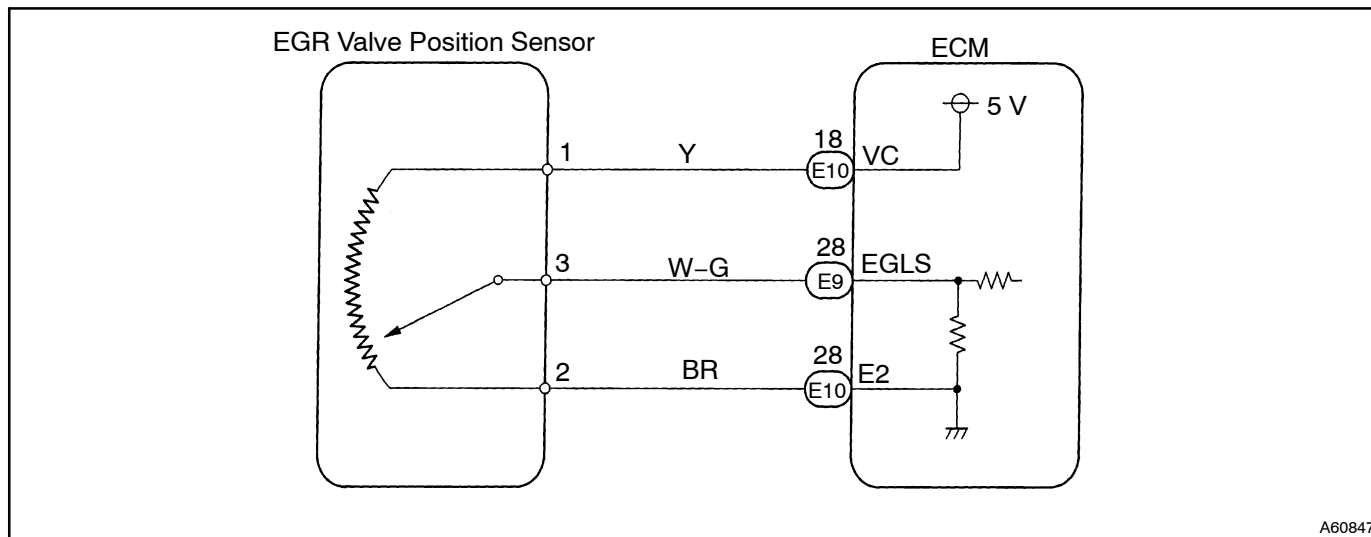 EGR Valve Position Sensor
ECM
5 V
1
Y
18
E10
VC
3
W−G
28
E9
EGLS
2
BR
28
E10
E2
A60847